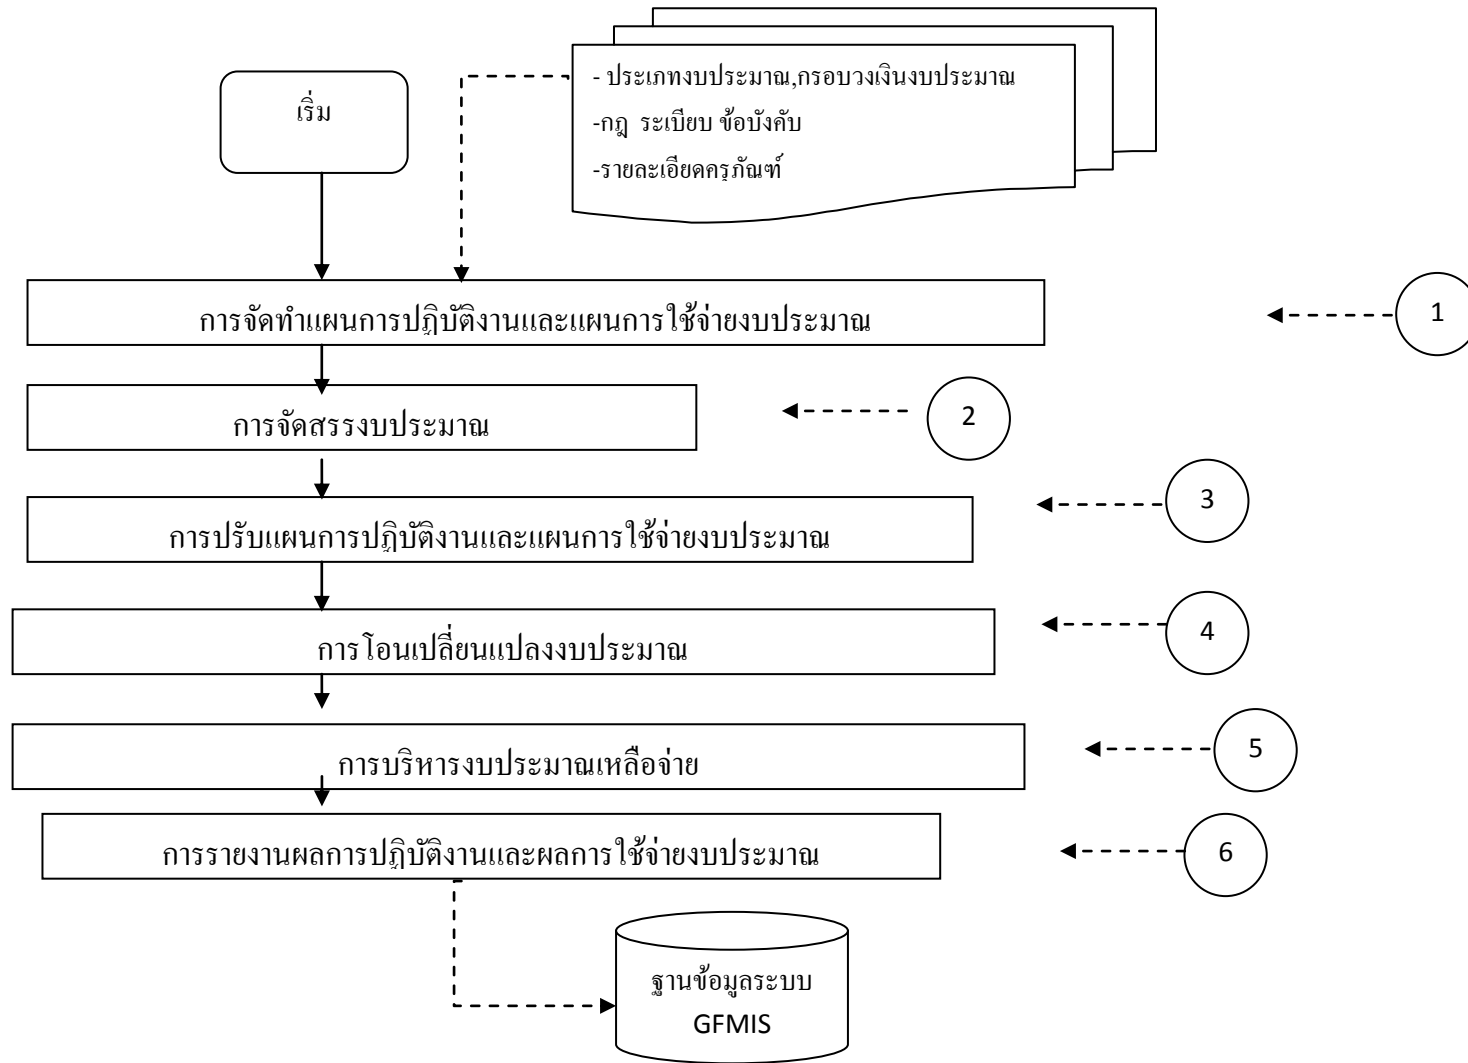 เริ่ม
- ประเภทงบประมาณ,กรอบวงเงินงบประมาณ
-กฎ ระเบียบ ข้อบังคับ
-รายละเอียดครุภัณฑ์
การจัดทำแผนการปฏิบัติงานและแผนการใช้จ่ายงบประมาณ
1
การจัดสรรงบประมาณ
2
การปรับแผนการปฏิบัติงานและแผนการใช้จ่ายงบประมาณ
3
การโอนเปลี่ยนแปลงงบประมาณ
4
การบริหารงบประมาณเหลือจ่าย
5
การรายงานผลการปฏิบัติงานและผลการใช้จ่ายงบประมาณ
6
ฐานข้อมูลระบบ
GFMIS